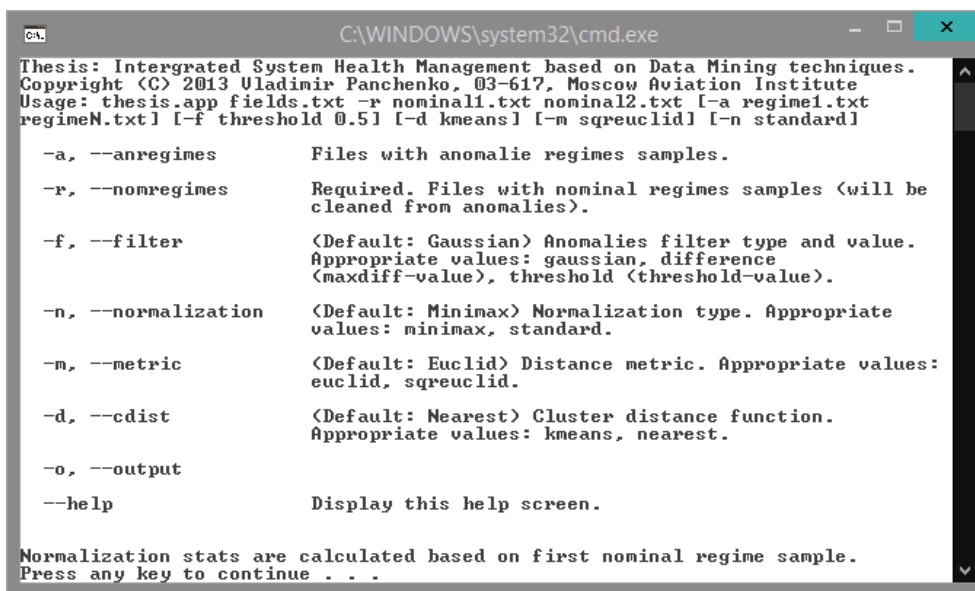 C:\WINDOWS\system32\cmd.exe
Thesis: Intergrated System Health Management based on Data Mining techniques.
Copyright (C) 2013 Vladimir Panchenko, 03-617, Moscow Aviation Institute
Usage: thesis.app fields.txt -r nominal1.txt nominal2.txt [-a regime1.txt
regimeN.txt] [-f threshold 0.5] [-d kmeans] [-m sqreuclid] [-n standard]
-a, --anregimes Files with anomalie regimes samples.
-r, --nomregimes Required. Files with nominal regimes samples (will be
cleaned from anomalies).
-f, --filter (Default: Gaussian) Anomalies filter type and value.
Appropriate values: gaussian, difference
(maxdiff-value), threshold (threshold-value).
-n, --normalization (Default: Minimax) Normalization type. Appropriate
values: minimax, standard.
-m, --metric (Default: Euclid) Distance metric. Appropriate values:
euclid, sqreuclid.
-d, --cdist (Default: Nearest) Cluster distance function.
Appropriate values: kmeans, nearest.
-o, --output
--help Display this help screen.
Normalization stats are calculated based on first nominal regime sample.
Press any key to continue . . .